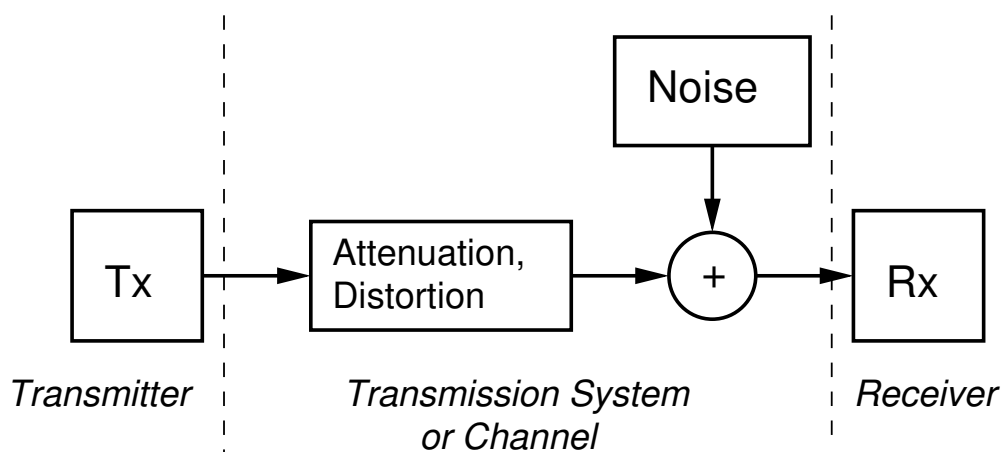 Noise
Tx
Attenuation,
Distortion
+
Rx
Transmitter
Transmission System
or Channel
Receiver